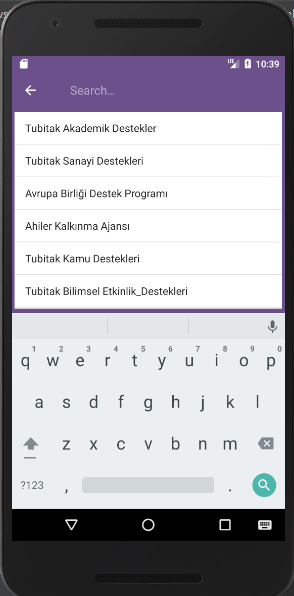 10:39
Search...
Tubitak Akademik Destekler
Tubitak Sanayi Destekleri
Avrupa Birliği Destek Programı
Ahiler Kalkınma Ajansı
Tubitak Kamu Destekleri
Tubitak Bilimsel Etkinlik_Destekleri
1 2 3 4 5 6 7 8 9 0
q w e r t y u i o p
a s d f g h j k l
z x c v b n m
?123 , .